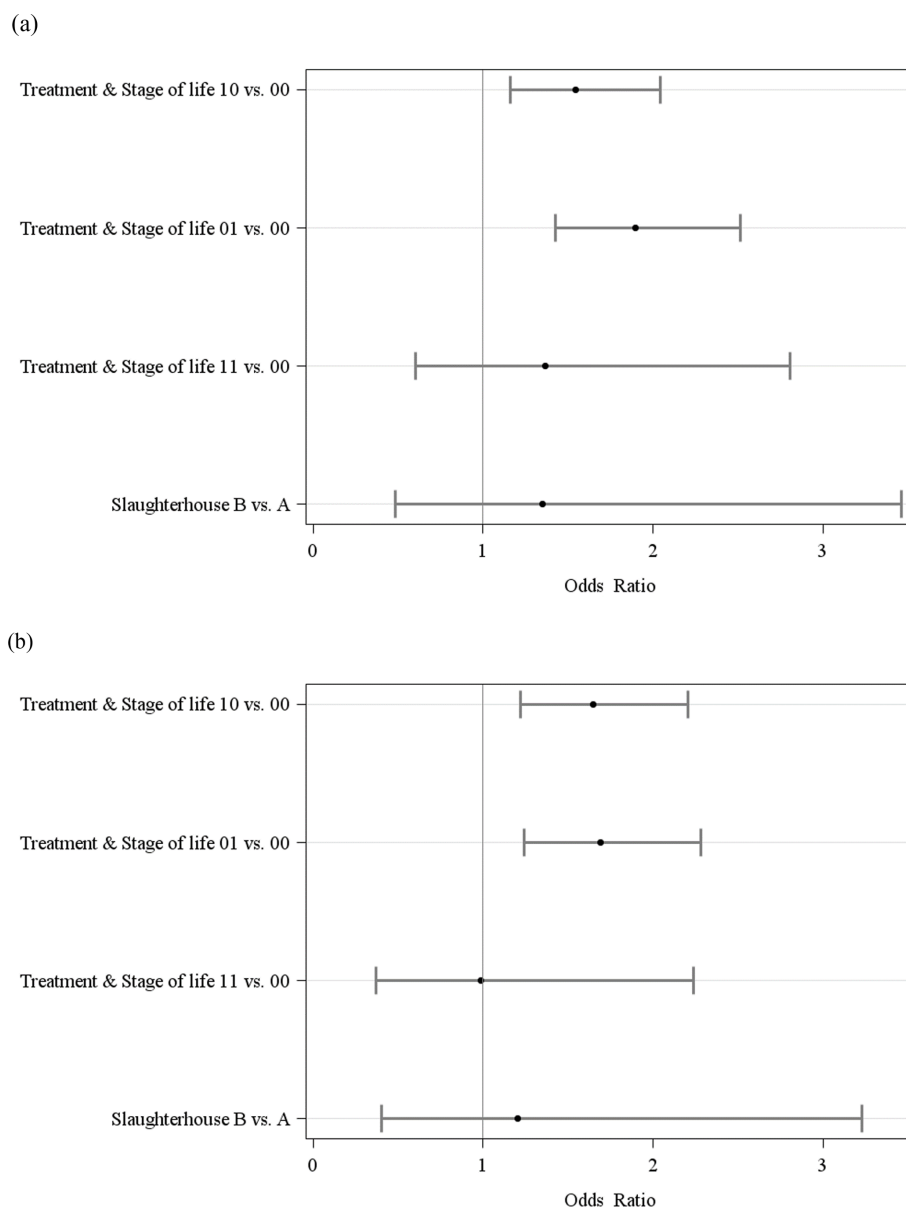 (a)
Treatment & Stage of life 10 vs. 00
Treatment & Stage of life 01 vs. 00
Treatment & Stage of life 11 vs. 00
Slaughterhouse B vs. A
0 1 2 3
Odds Ratio
(b)
Treatment & Stage of life 10 vs. 00
Treatment & Stage of life 01 vs. 00
Treatment & Stage of life 11 vs. 00
Slaughterhouse B vs. A
0 1 2 3
Odds Ratio